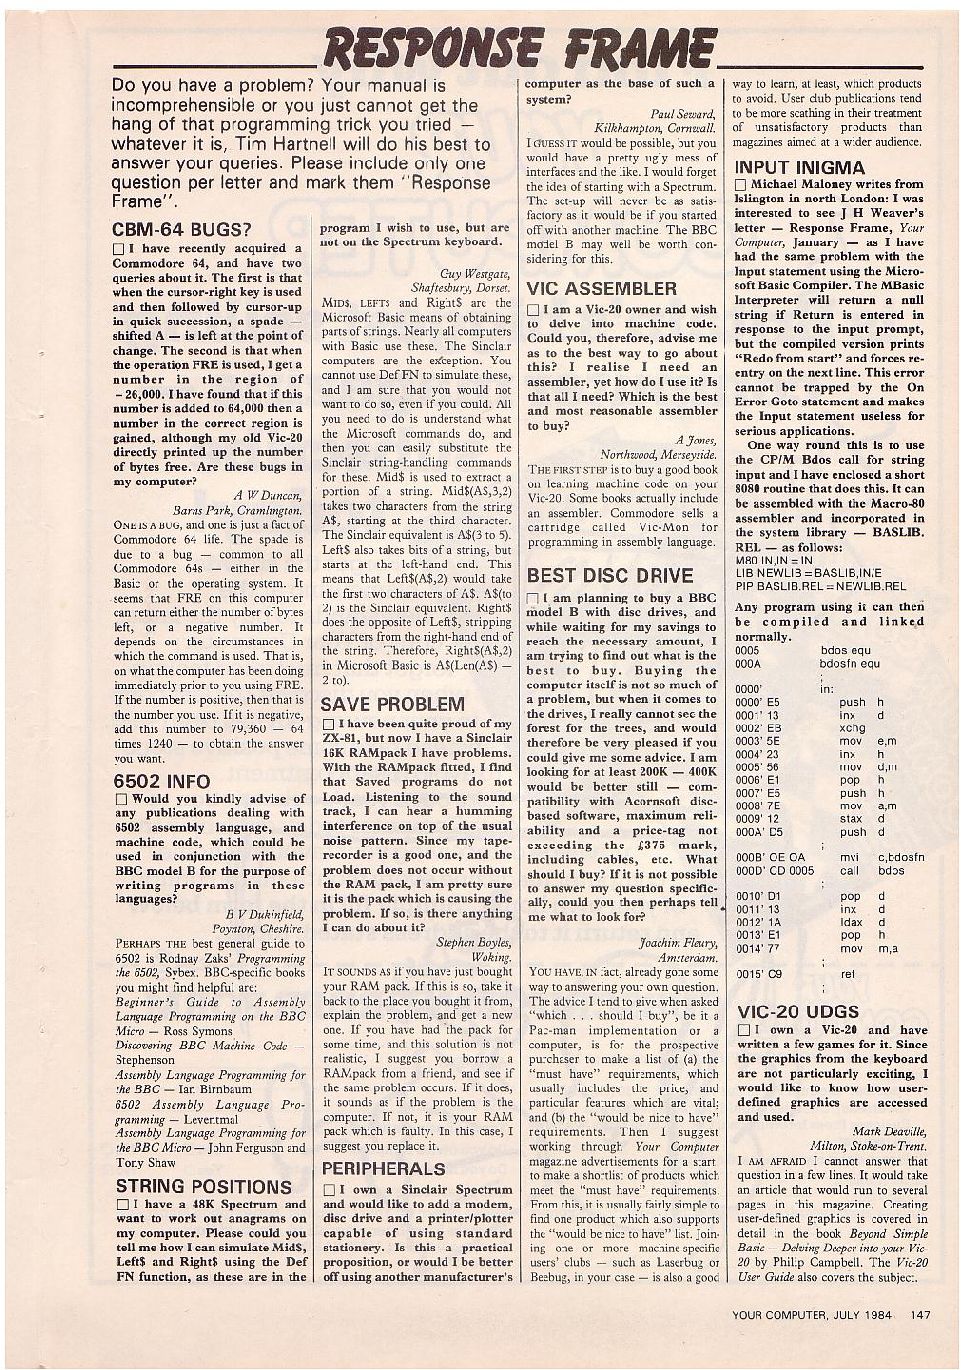 RESPONSE FRAME
Do you have a problem? Your manual is
incomprehensible or you just cannot get the
hang of that programming trick you tried —
whatever it is, Tim Hartnell will do his best to
answer your queries. Please include only one
question per letter and mark them "Response
Frame".
CBM-64 BUGS?
□ I have recently acquired a
Commodore 64, and have two
queries about it. The first is that
when the cursor-right key is used
and then followed by cursor-up
in quick succession, a spade —
shifted A — is left at the point of
change. The second is that when
the operation FRE is used, I get a
number in the region of
–26,000. I have found that if this
number is added to 64,000 then a
number in the correct region is
gained, although my old Vic-20
directly printed up the number
of bytes free. Are these bugs in
my computer?
A W Duncen,
Barns Park, Cramlington.
ONE IS A BUG, and one is just a fact of
Commodore 64 life. The spade is
due to a bug — common to all
Commodore 64s — either in the
Basic or the operating system. It
seems that FRE on this computer
can return either the number of bytes
left, or a negative number. It
depends on the circumstances in
which the command is used. That is,
on what the computer has been doing
immediately prior to you using FRE.
If the number is positive, then that is
the number you use. If it is negative,
add this number to 79,360 — 64
times 1240 — to obtain the answer
you want.
6502 INFO
□ Would you kindly advise of
any publications dealing with
6502 assembly language, and
machine code, which could be
used in conjunction with the
BBC model B for the purpose of
writing programs in these
languages?
B V Dukinfield,
Poynton, Cheshire.
PERHAPS THE best general guide to
6502 is Rodnay Zaks' Programming
the 6502, Sybex. BBC-specific books
you might find helpful are:
Beginner's Guide to Assembly
Language Programming on the BBC
Micro — Ross Symons
Discovering BBC Machine Code —
Stephenson
Assembly Language Programming for
the BBC — Ian Birnbaum
6502 Assembly Language Pro-
gramming — Leventmal
Assembly Language Programming for
the BBC Micro — John Ferguson and
Tony Shaw
STRING POSITIONS
□ I have a 48K Spectrum and
want to work out anagrams on
my computer. Please could you
tell me how I can simulate Mid$,
Left$ and Right$ using the Def
FN function, as these are in the
program I wish to use, but are
not on the Spectrum keyboard.
Guy Westgate,
Shaftesbury, Dorset.
MID$, LEFT$ and Right$ are the
Microsoft Basic means of obtaining
parts of strings. Nearly all computers
with Basic use these. The Sinclair
computers are the exception. You
cannot use Def FN to simulate these,
and I am sure that you would not
want to do so, even if you could. All
you need to do is understand what
the Microsoft commands do, and
then you can easily substitute the
Sinclair string-handling commands
for these. Mid$ is used to extract a
portion of a string. Mid$(A$,3,2)
takes two characters from the string
A$, starting at the third character.
The Sinclair equivalent is A$(3 to 5).
Left$ also takes bits of a string, but
starts at the left-hand end. This
means that Left$(A$,2) would take
the first two characters of A$. A$(to
2) is the Sinclair equivalent. Right$
does the opposite of Left$, stripping
characters from the right-hand end of
the string. Therefore, Right$(A$,2)
in Microsoft Basic is A$(Len(A$) —
2 to).
SAVE PROBLEM
□ I have been quite proud of my
ZX-81, but now I have a Sinclair
16K RAMpack I have problems.
With the RAMpack fitted, I find
that Saved programs do not
Load. Listening to the sound
track, I can hear a humming
interference on top of the usual
noise pattern. Since my tape-
recorder is a good one, and the
problem does not occur without
the RAM pack, I am pretty sure
it is the pack which is causing the
problem. If so, is there anything
I can do about it?
Stephen Boyles,
Woking.
IT SOUNDS AS if you have just bought
your RAM pack. If this is so, take it
back to the place you bought it from,
explain the problem, and get a new
one. If you have had the pack for
some time, and this solution is not
realistic, I suggest you borrow a
RAMpack from a friend, and see if
the same problem occurs. If it does,
it sounds as if the problem is the
computer. If not, it is your RAM
pack which is faulty. In this case, I
suggest you replace it.
PERIPHERALS
□ I own a Sinclair Spectrum
and would like to add a modem,
disc drive and a printer/plotter
capable of using standard
stationery. Is this a practical
proposition, or would I be better
off using another manufacturer's
computer as the base of such a
system?
Paul Seward,
Kilkhampton, Cornwall.
I GUESS IT would be possible, but you
would have a pretty ugly mess of
interfaces and the like. I would forget
the idea of starting with a Spectrum.
The set-up will never be as satis-
factory as it would be if you started
off with another machine. The BBC
model B may well be worth con-
sidering for this.
VIC ASSEMBLER
□ I am a Vic-20 owner and wish
to delve into machine code.
Could you, therefore, advise me
as to the best way to go about
this? I realise I need an
assembler, yet how do I use it? Is
that all I need? Which is the best
and most reasonable assembler
to buy?
A Jones,
Northwood, Merseyside.
THE FIRST STEP is to buy a good book
on learning machine code on your
Vic-20. Some books actually include
an assembler. Commodore sells a
cartridge called Vic-Mon for
programming in assembly language.
BEST DISC DRIVE
□ I am planning to buy a BBC
model B with disc drives, and
while waiting for my savings to
reach the necessary amount, I
am trying to find out what is the
best to buy. Buying the
computer itself is not so much of
a problem, but when it comes to
the drives, I really cannot see the
forest for the trees, and would
therefore be very pleased if you
could give me some advice. I am
looking for at least 200K — 400K
would be better still — com-
patibility with Acornsoft disc-
based software, maximum reli-
ability and a price-tag not
exceeding the £375 mark,
including cables, etc. What
should I buy? If it is not possible
to answer my question specific-
ally, could you then perhaps tell
me what to look for?
Joachim Fleury,
Amsterdam.
YOU HAVE, IN fact, already gone some
way to answering your own question.
The advice I tend to give when asked
"which . . . should I buy", be it a
Pac-man implementation or a
computer, is for the prospective
purchaser to make a list of (a) the
"must have" requirements, which
usually includes the price, and
particular features which are vital;
and (b) the "would be nice to have"
requirements. Then I suggest
working through Your Computer
magazine advertisements for a start
to make a shortlist of products which
meet the "must have" requirements.
From this, it is usually fairly simple to
find one product which also supports
the "would be nice to have" list. Join-
ing one or more machine-specific
users' clubs — such as Laserbug or
Beebug, in your case — is also a good
way to learn, at least, which products
to avoid. User club publications tend
to be more scathing in their treatment
of unsatisfactory products than
magazines aimed at a wider audience.
INPUT INIGMA
□ Michael Maloney writes from
Islington in north London: I was
interested to see J H Weaver's
letter — Response Frame, Your
Computer, January — as I have
had the same problem with the
Input statement using the Micro-
soft Basic Compiler. The MBasic
Interpreter will return a null
string if Return is entered in
response to the input prompt,
but the compiled version prints
"Redo from start" and forces re-
entry on the next line. This error
cannot be trapped by the On
Error Goto statement and makes
the Input statement useless for
serious applications.
One way round this is to use
the CP/M Bdos call for string
input and I have enclosed a short
8080 routine that does this. It can
be assembled with the Macro-80
assembler and incorporated in
the system library — BASLIB.
REL — as follows:
M80 IN,IN = IN
LIB NEWLIB = BASLIB,IN/E
PIP BASLIB.REL = NEWLIB.REL
Any program using it can then
be compiled and linked
normally.
0005 bdos equ
000A bdosfn equ
;
0000' in:
0000' E5 push h
0001' 13 inx d
0002' EB xchg
0003' 5E mov e,m
0004' 23 inx h
0005' 56 mov d,m
0006' E1 pop h
0007' E5 push h
0008' 7E mov a,m
0009' 12 stax d
000A' D5 push d
;
000B' 0E 0A mvi c,bdosfn
000D' CD 0005 call bdos
;
0010' D1 pop d
0011' 13 inx d
0012' 1A ldax d
0013' E1 pop h
0014' 77 mov m,a
;
0015' C9 ret
;
VIC-20 UDGS
□ I own a Vic-20 and have
written a few games for it. Since
the graphics from the keyboard
are not particularly exciting, I
would like to know how user-
defined graphics are accessed
and used.
Mark Deaville,
Milton, Stoke-on-Trent.
I AM AFRAID I cannot answer that
question in a few lines. It would take
an article that would run to several
pages in this magazine. Creating
user-defined graphics is covered in
detail in the book Beyond Simple
Basic — Delving Deeper into your Vic-
20 by Philip Campbell. The Vic-20
User Guide also covers the subject.
YOUR COMPUTER, JULY 1984 147